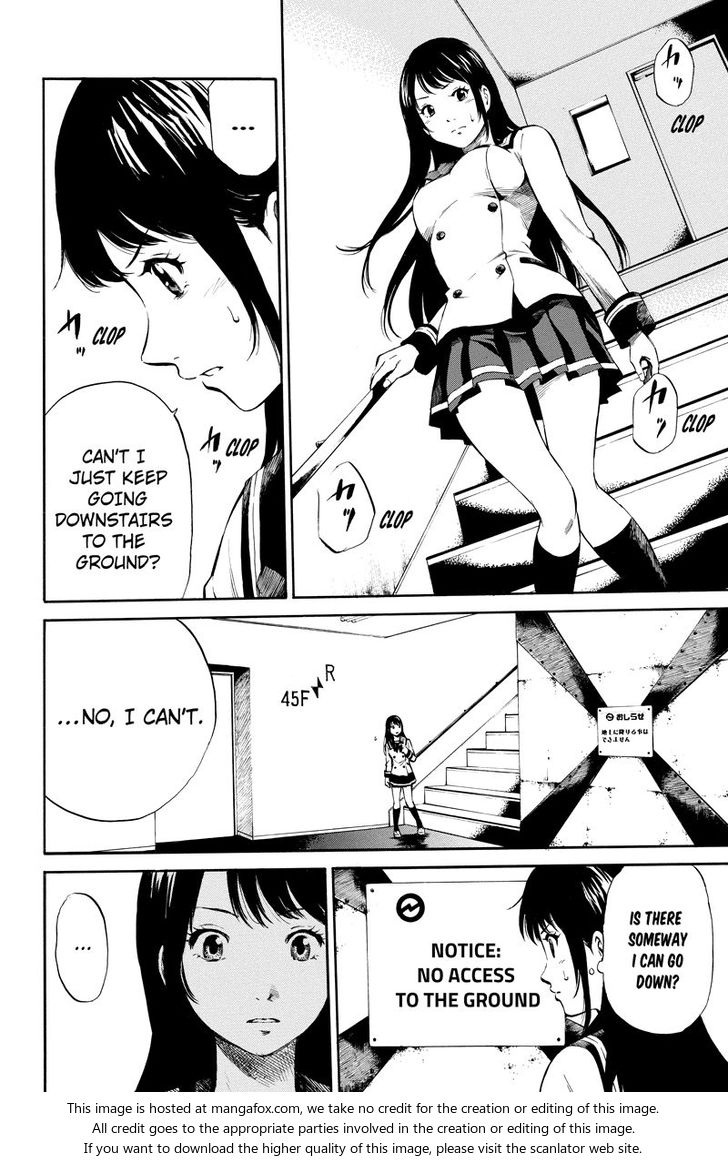 ...
カッ
CLOP
カッ
CLOP
カッ
CLOP
カッ
CLOP
カッ
CLOP
CAN'T I
JUST KEEP
GOING
DOWNSTAIRS
TO THE
GROUND?
...NO, I CAN'T.
45F
R
おしらせ
地上に降りる事は
できません
...
NOTICE:
NO ACCESS
TO THE GROUND
IS THERE
SOMEWAY
I CAN GO
DOWN?
This image is hosted at mangafox.com, we take no credit for the creation or editing of this image.
All credit goes to the appropriate parties involved in the creation or editing of this image.
If you want to download the higher quality of this image, please visit the scanlator web site.